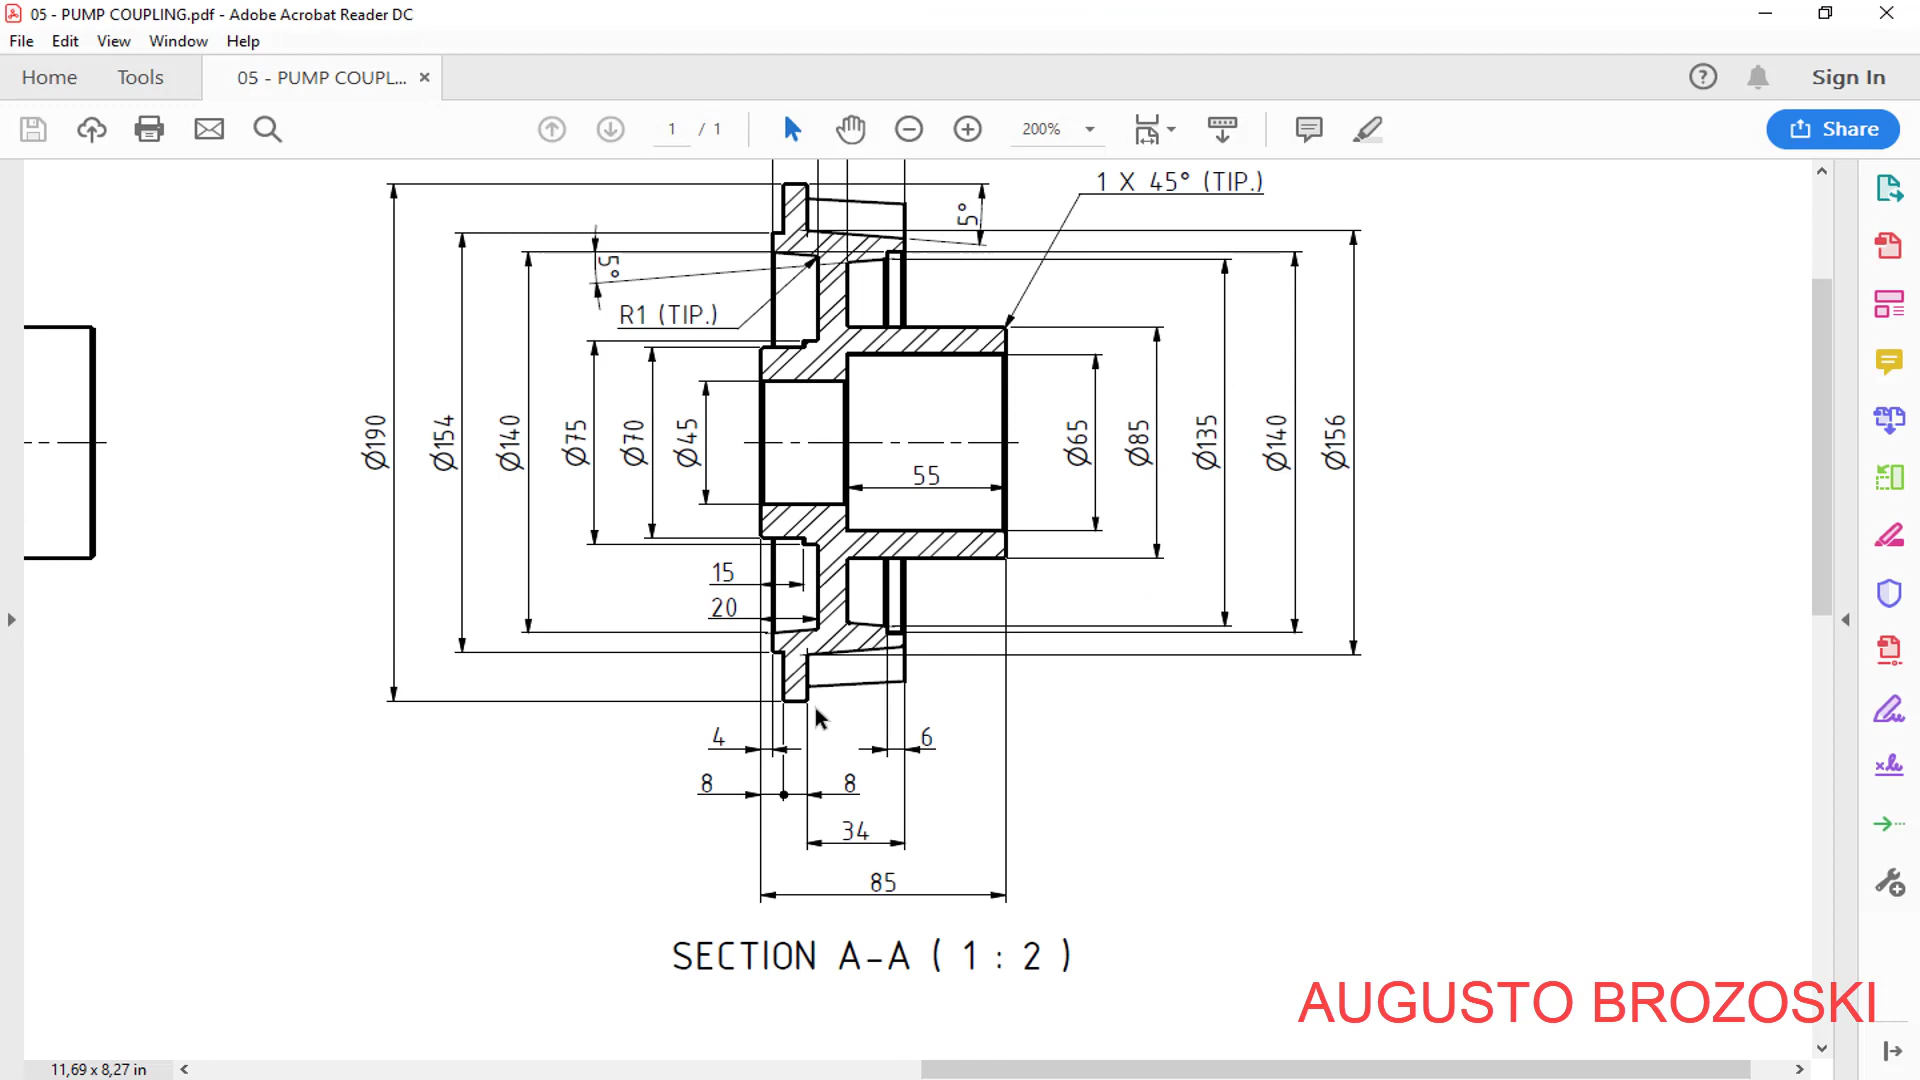 05 - PUMP COUPLING.pdf - Adobe Acrobat Reader DC
File Edit View Window Help
Home Tools 05 - PUMP COUPL... × Sign In
1 / 1 200% Share
1 X 45° (TIP.)
5°
5°
R1 (TIP.)
Ø190 Ø154 Ø140 Ø75 Ø70 Ø45 Ø65 Ø85 Ø135 Ø140 Ø156
55
15
20
4 6
8 8
34
85
SECTION A-A ( 1 : 2 )
AUGUSTO BROZOSKI
11,69 x 8,27 in